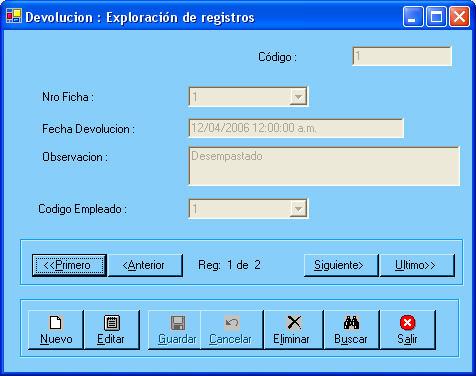 Devolucion : Exploración de registros
Código : 1
Nro Ficha : 1
Fecha Devolucion : 12/04/2006 12:00:00 a.m.
Observacion : Desempastado
Codigo Empleado : 1
<<Primero <Anterior Reg: 1 de 2 Siguiente> Ultimo>>
Nuevo Editar Guardar Cancelar Eliminar Buscar Salir